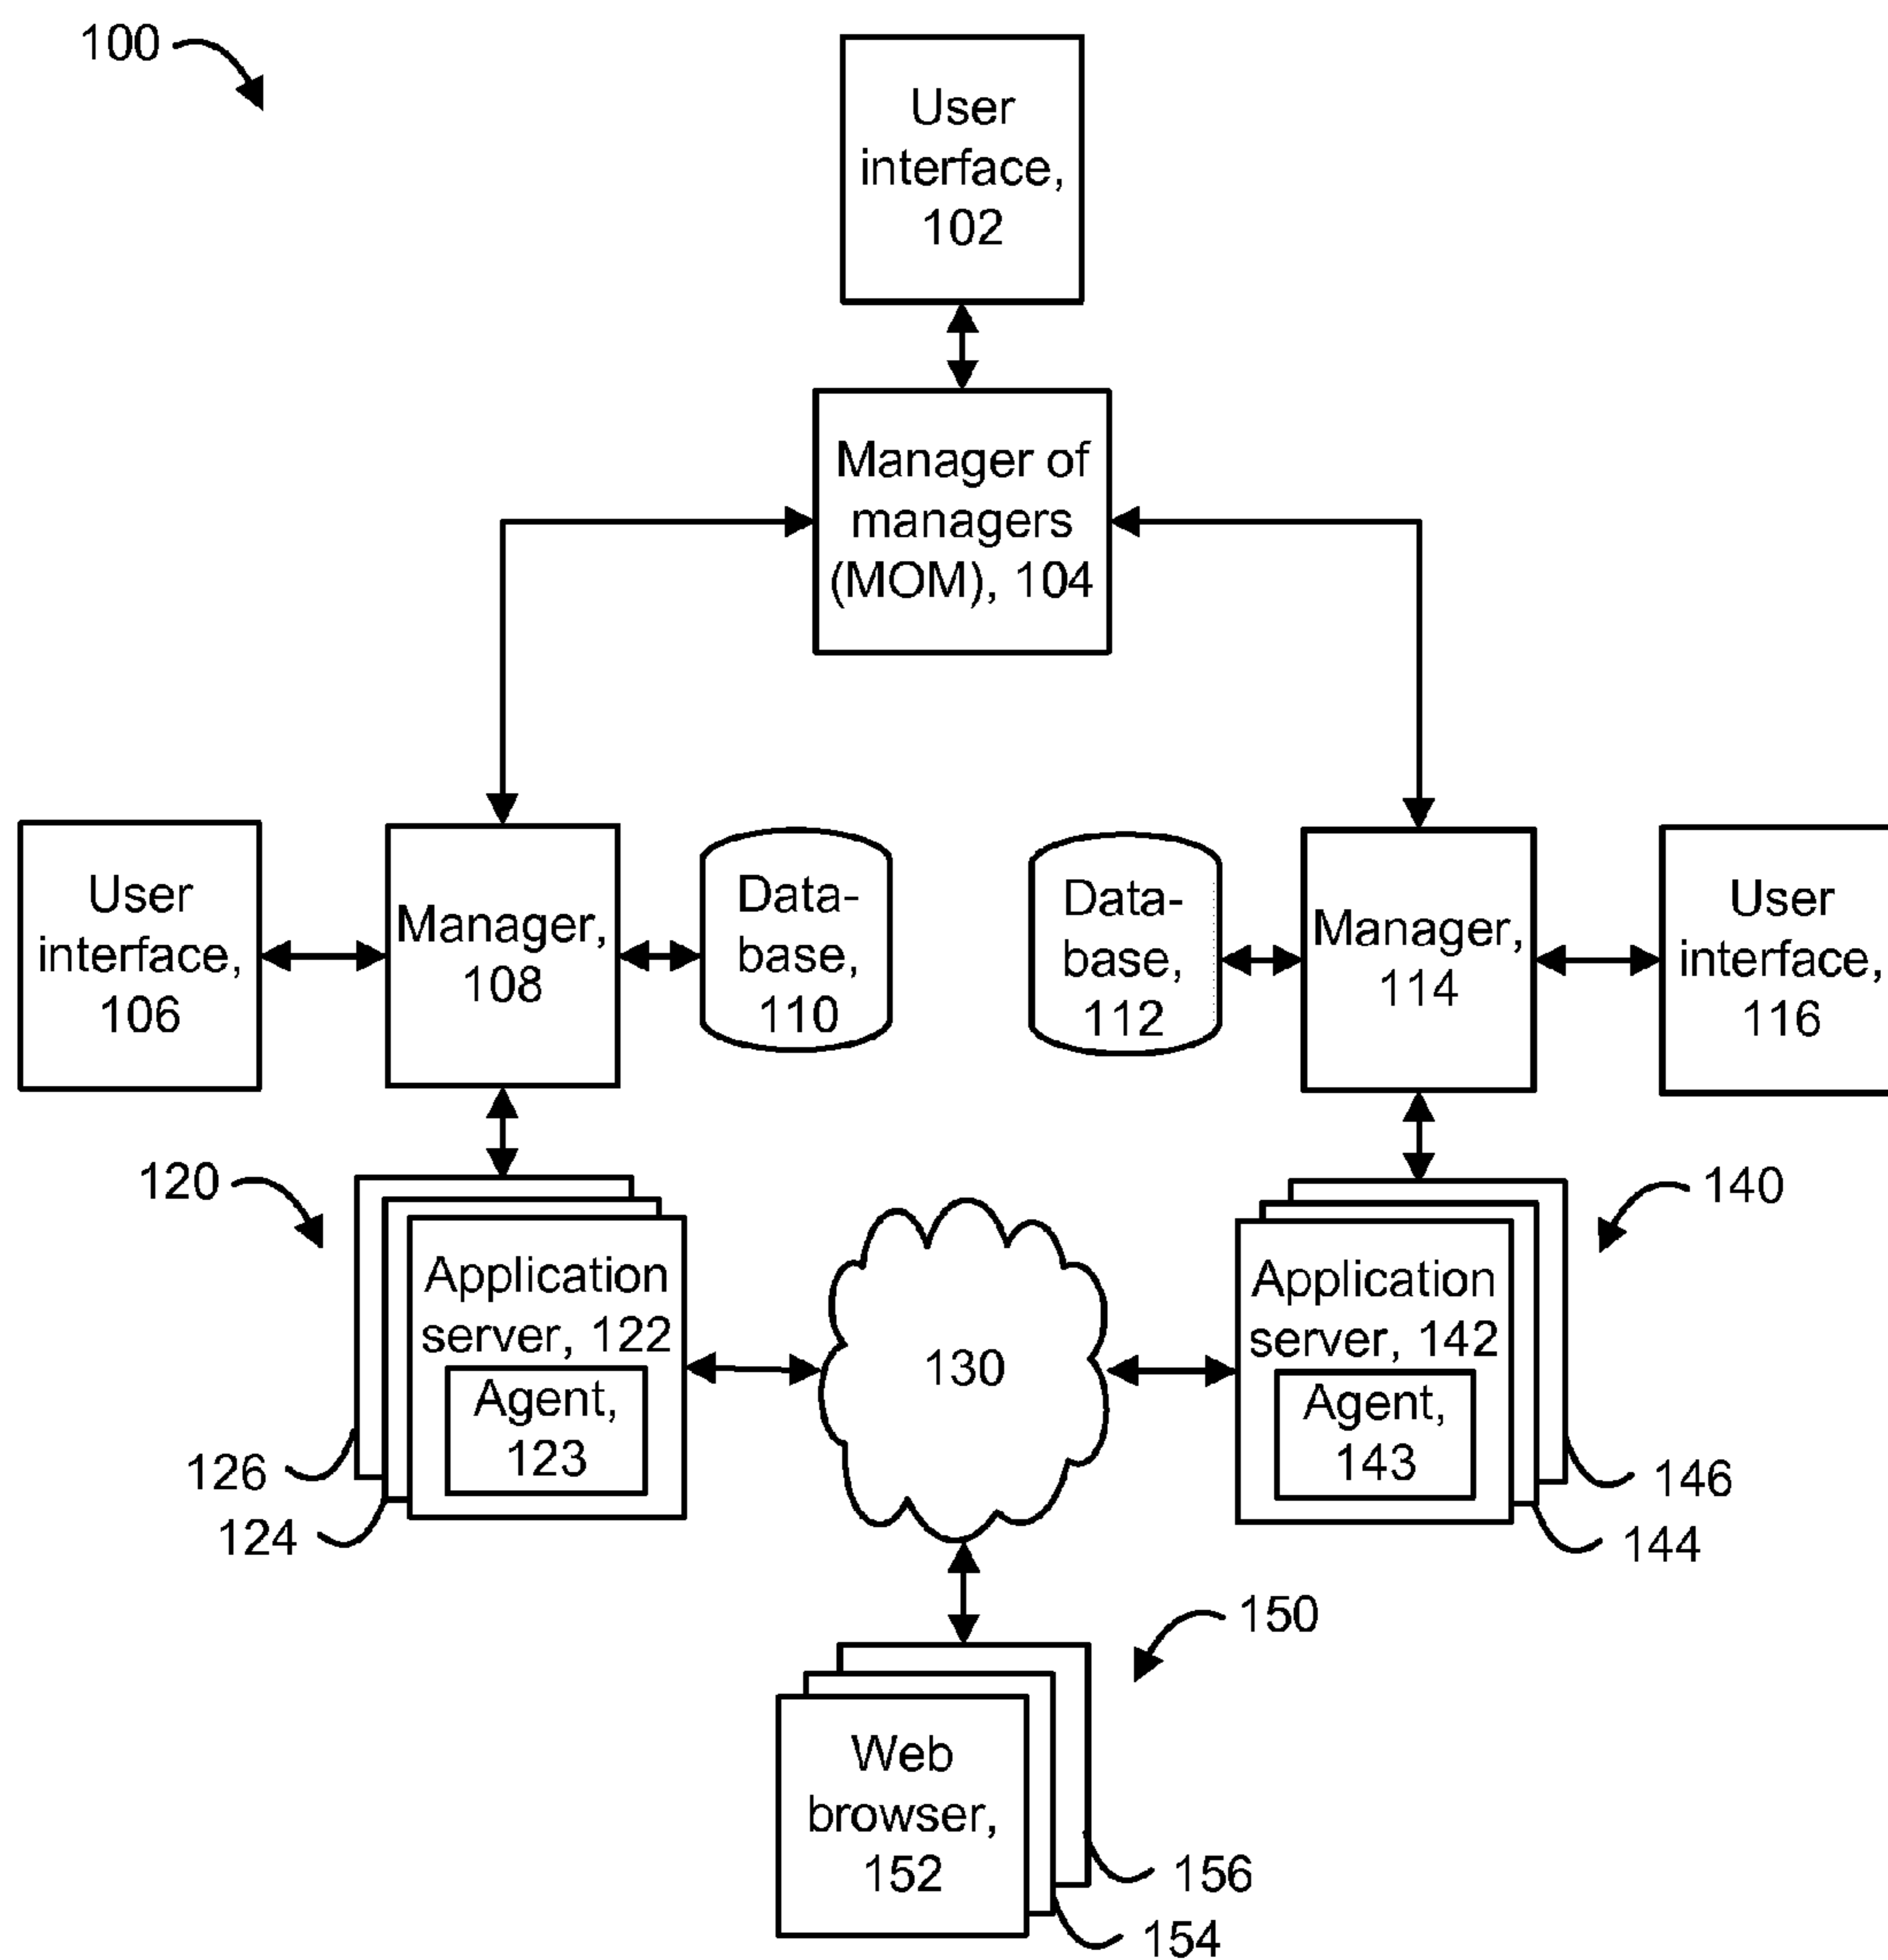 100
User
interface,
102
Manager of
managers
(MOM), 104
User
interface,
106
Manager,
108
Data-
base,
110
Data-
base,
112
Manager,
114
User
interface,
116
120
140
Application
server, 122
Agent,
123
130
Application
server, 142
Agent,
143
126
124
146
144
150
Web
browser,
152
156
154